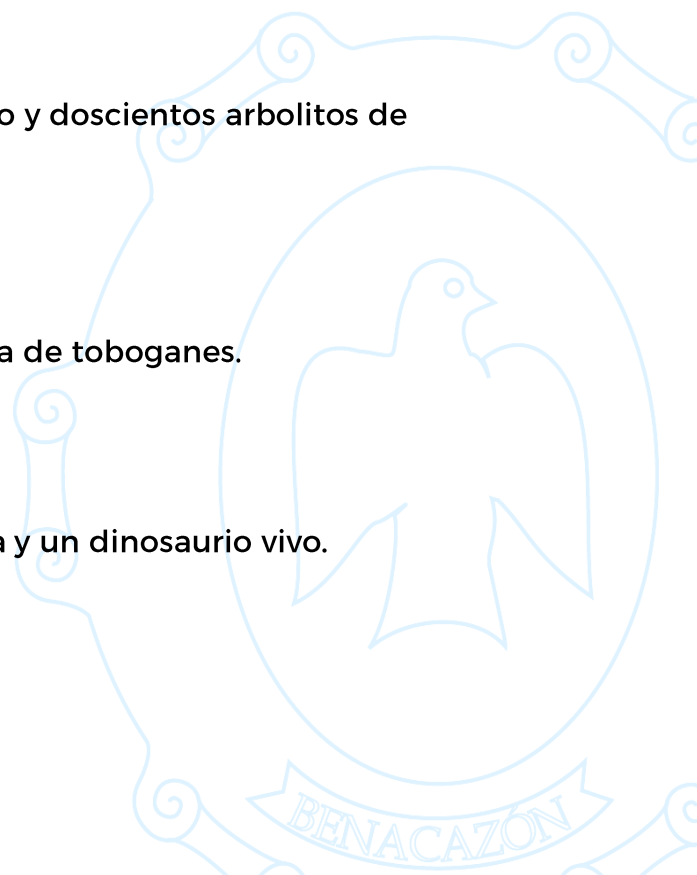 o y doscientos arbolitos de
a de toboganes.
a y un dinosaurio vivo.
BENACAZÓN